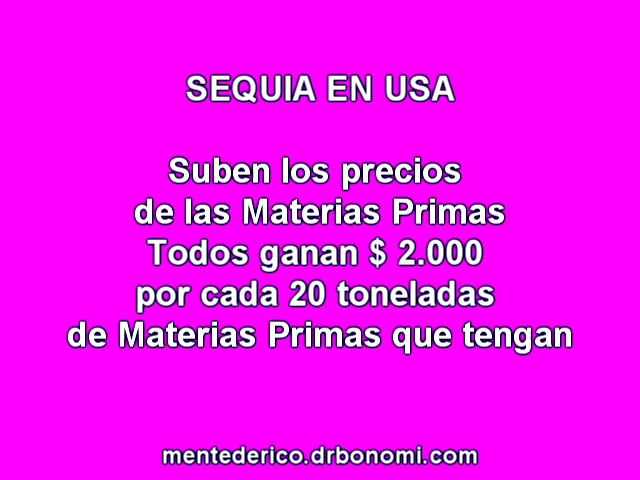 SEQUIA EN USA
Suben los precios
de las Materias Primas
Todos ganan $ 2.000
por cada 20 toneladas
de Materias Primas que tengan
mentederico.drbonomi.com